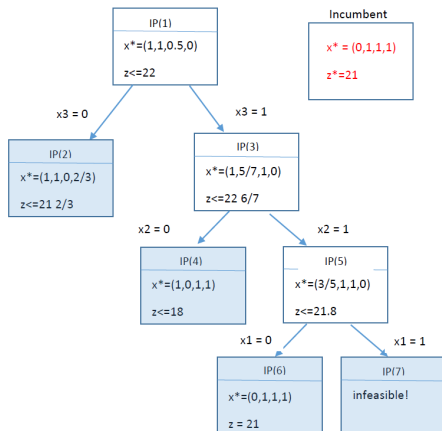 IP(1)
x*=(1,1,0.5,0)
z<=22
Incumbent
x* = (0,1,1,1)
z*=21
x3 = 0
x3 = 1
IP(2)
x*=(1,1,0,2/3)
z<=21 2/3
IP(3)
x*=(1,5/7,1,0)
z<=22 6/7
x2 = 0
x2 = 1
IP(4)
x*=(1,0,1,1)
z<=18
IP(5)
x*=(3/5,1,1,0)
z<=21.8
x1 = 0
x1 = 1
IP(6)
x*=(0,1,1,1)
z = 21
IP(7)
infeasible!